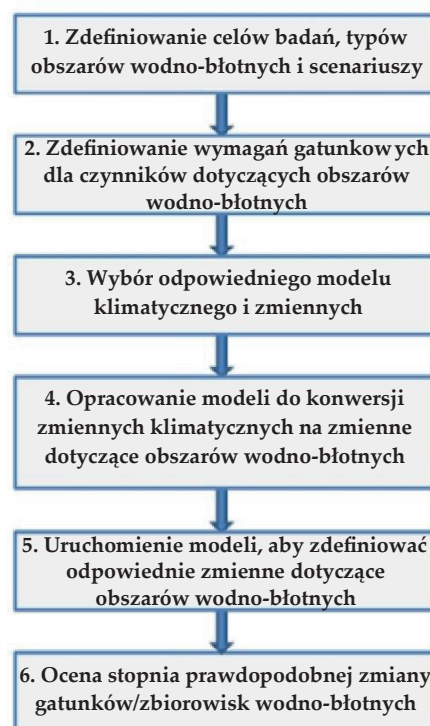 1. Zdefiniowanie celów badań, typów
obszarów wodno-błotnych i scenariuszy
2. Zdefiniowanie wymagań gatunkowych
dla czynników dotyczących obszarów
wodno-błotnych
3. Wybór odpowiedniego modelu
klimatycznego i zmiennych
4. Opracowanie modeli do konwersji
zmiennych klimatycznych na zmienne
dotyczące obszarów wodno-błotnych
5. Uruchomienie modeli, aby zdefiniować
odpowiednie zmienne dotyczące
obszarów wodno-błotnych
6. Ocena stopnia prawdopodobnej zmiany
gatunków/zbiorowisk wodno-błotnych